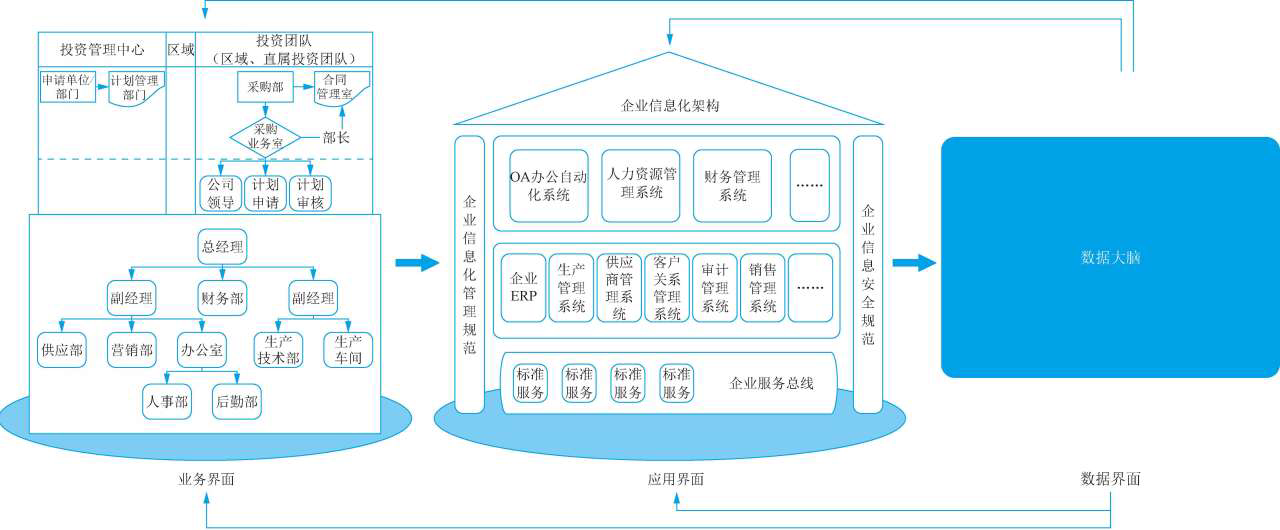 投资管理中心
区域
投资团队
（区域、直属投资团队）
申请单位/
部门
计划管理
部门
采购部
合同
管理室
采购
业务室
部长
公司
领导
计划
申请
计划
审核
总经理
副经理
财务部
副经理
供应部
营销部
办公室
生产
技术部
生产
车间
人事部
后勤部
业务界面
企业信息化架构
企业信息化管理规范
OA办公自动
化系统
人力资源管
理系统
财务管理
系统
……
企业
ERP
生产
管理
系统
供应
商管
理系
统
客户
关系
管理
系统
审计
管理
系统
销售
管理
系统
……
标准
服务
标准
服务
标准
服务
标准
服务
企业服务总线
企业信息安全规范
应用界面
数据大脑
数据界面